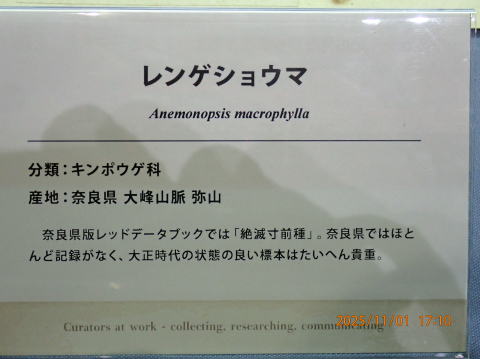 レンゲショウマ
Anemonopsis macrophylla
分類：キンポウゲ科
産地：奈良県 大峰山脈 弥山
奈良県版レッドデータブックでは「絶滅寸前種」。奈良県ではほと
んど記録がなく、大正時代の状態の良い標本はたいへん貴重。
Curators at work - collecting, researching, communicating
2025/11/01 17:10